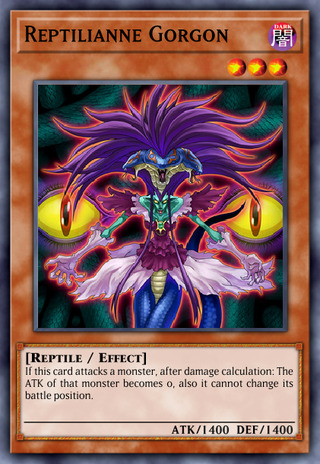 Reptilianne Gorgon
DARK
闇
[Reptile / Effect]
If this card attacks a monster, after damage calculation: The
ATK of that monster becomes 0, also it cannot change its
battle position.
ATK/1400 DEF/1400